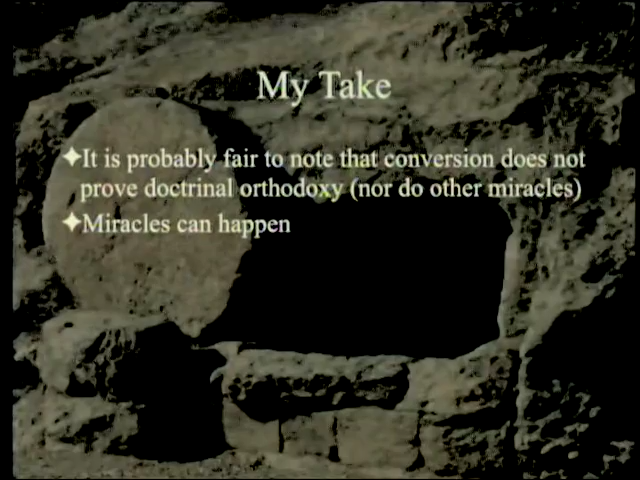 My Take
✦It is probably fair to note that conversion does not
prove doctrinal orthodoxy (nor do other miracles)
✦Miracles can happen